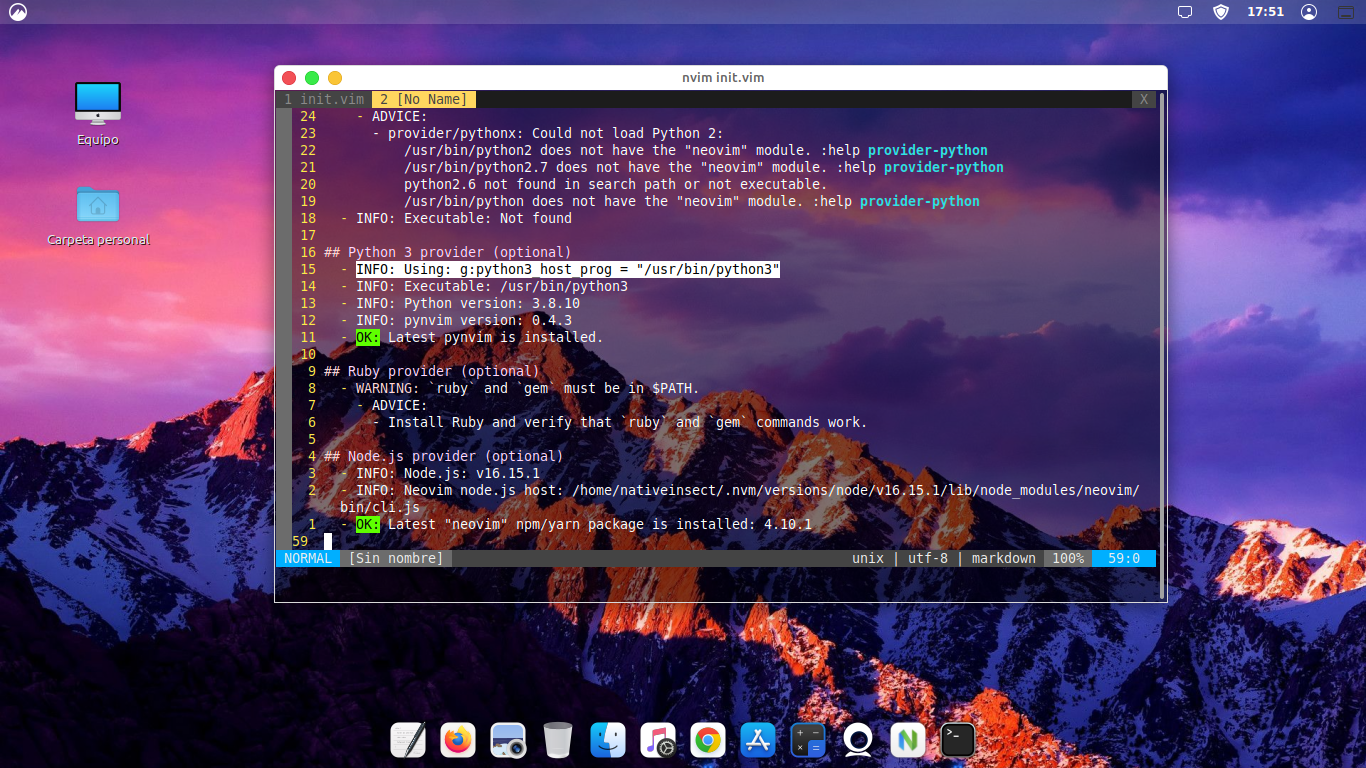 17:51
nvim init.vim
1 init.vim 2 [No Name] X
24 - ADVICE:
23 - provider/pythonx: Could not load Python 2:
22 /usr/bin/python2 does not have the "neovim" module. :help provider-python
21 /usr/bin/python2.7 does not have the "neovim" module. :help provider-python
20 python2.6 not found in search path or not executable.
19 /usr/bin/python does not have the "neovim" module. :help provider-python
18 - INFO: Executable: Not found
17
16 ## Python 3 provider (optional)
15 - INFO: Using: g:python3_host_prog = "/usr/bin/python3"
14 - INFO: Executable: /usr/bin/python3
13 - INFO: Python version: 3.8.10
12 - INFO: pynvim version: 0.4.3
11 - OK: Latest pynvim is installed.
10
9 ## Ruby provider (optional)
8 - WARNING: `ruby` and `gem` must be in $PATH.
7 - ADVICE:
6 - Install Ruby and verify that `ruby` and `gem` commands work.
5
4 ## Node.js provider (optional)
3 - INFO: Node.js: v16.15.1
2 - INFO: Neovim node.js host: /home/nativeinsect/.nvm/versions/node/v16.15.1/lib/node_modules/neovim/
bin/cli.js
1 - OK: Latest "neovim" npm/yarn package is installed: 4.10.1
59
NORMAL [Sin nombre] unix | utf-8 | markdown 100% 59:0
Equipo
Carpeta personal